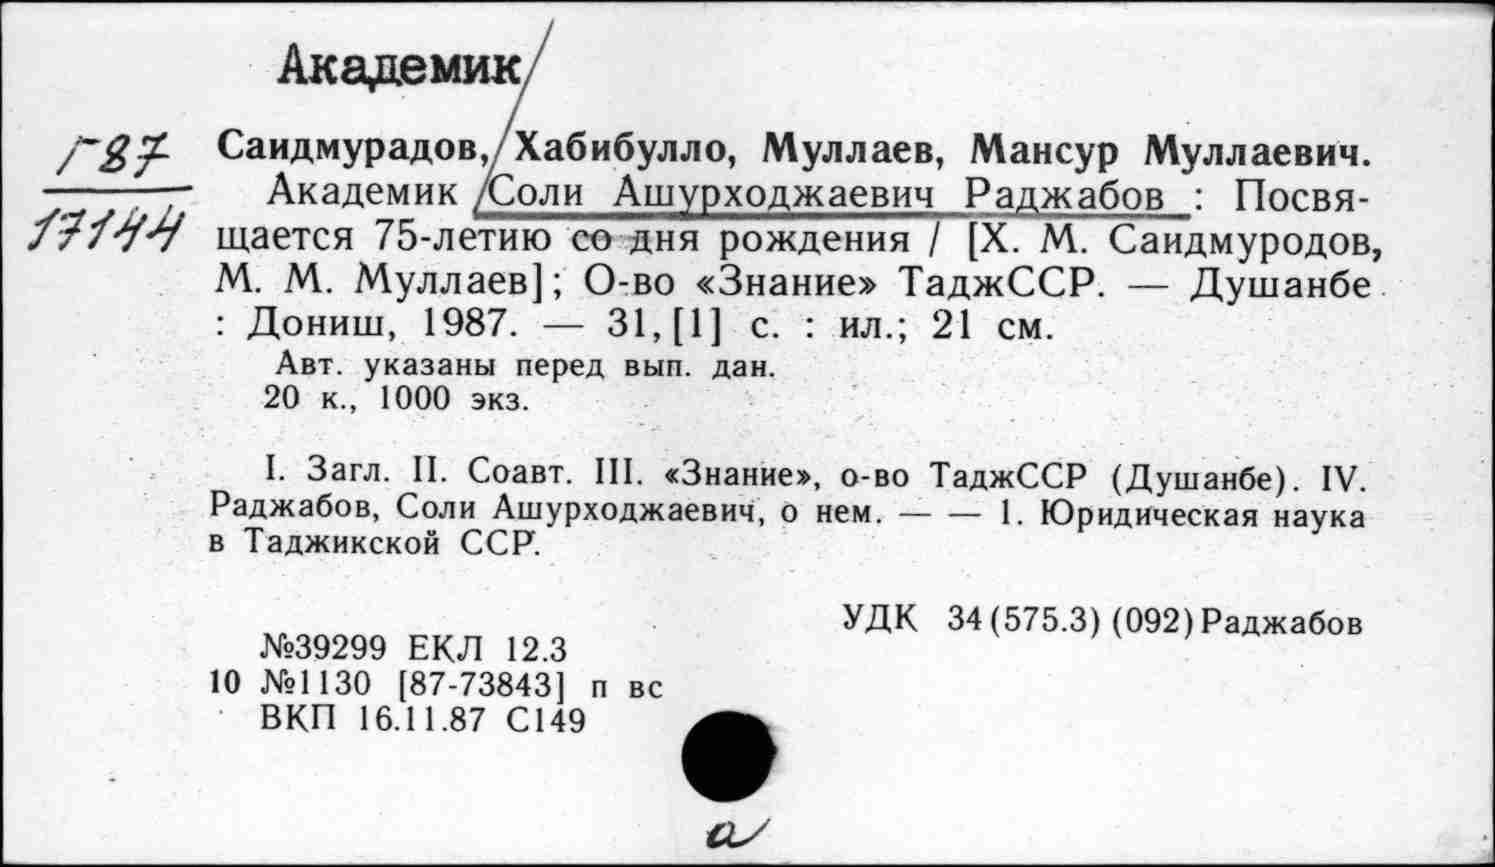 Академик
Г87
17144
Саидмурадов, Хабибулло, Муллаев, Мансур Муллаевич.
Академик Соли Ашурходжаевич Раджабов : Посвя-
щается 75-летию со дня рождения / [Х. М. Саидмуродов,
М. М. Муллаев]; О-во «Знание» ТаджССР. — Душанбе
: Дониш, 1987. — 31, [1] с. : ил.; 21 см.
Авт. указаны перед вып. дан.
20 к., 1000 экз.
I. Загл. II. Соавт. III. «Знание», о-во ТаджССР (Душанбе). IV.
Раджабов, Соли Ашурходжаевич, о нем. — — 1. Юридическая наука
в Таджикской ССР.
УДК 34(575.3)(092)Раджабов
№39299 ЕКЛ 12.3
10 №1130 [87-73843] п вс
ВКП 16.11.87 С149
а